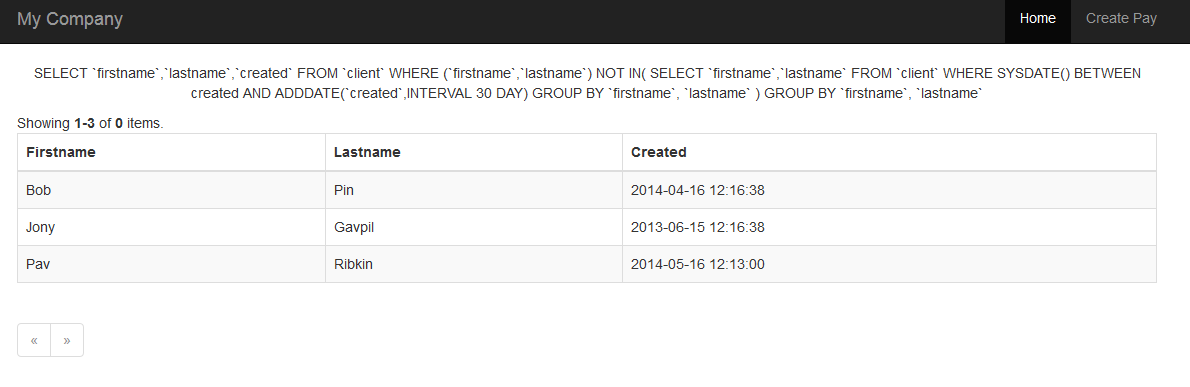 My Company Home Create Pay
SELECT `firstname`,`lastname`,`created` FROM `client` WHERE (`firstname`,`lastname`) NOT IN( SELECT `firstname`,`lastname` FROM `client` WHERE SYSDATE() BETWEEN
created AND ADDDATE(`created`,INTERVAL 30 DAY) GROUP BY `firstname`, `lastname` ) GROUP BY `firstname`, `lastname`
Showing 1-3 of 0 items.
Firstname Lastname Created
Bob Pin 2014-04-16 12:16:38
Jony Gavpil 2013-06-15 12:16:38
Pav Ribkin 2014-05-16 12:13:00
« »